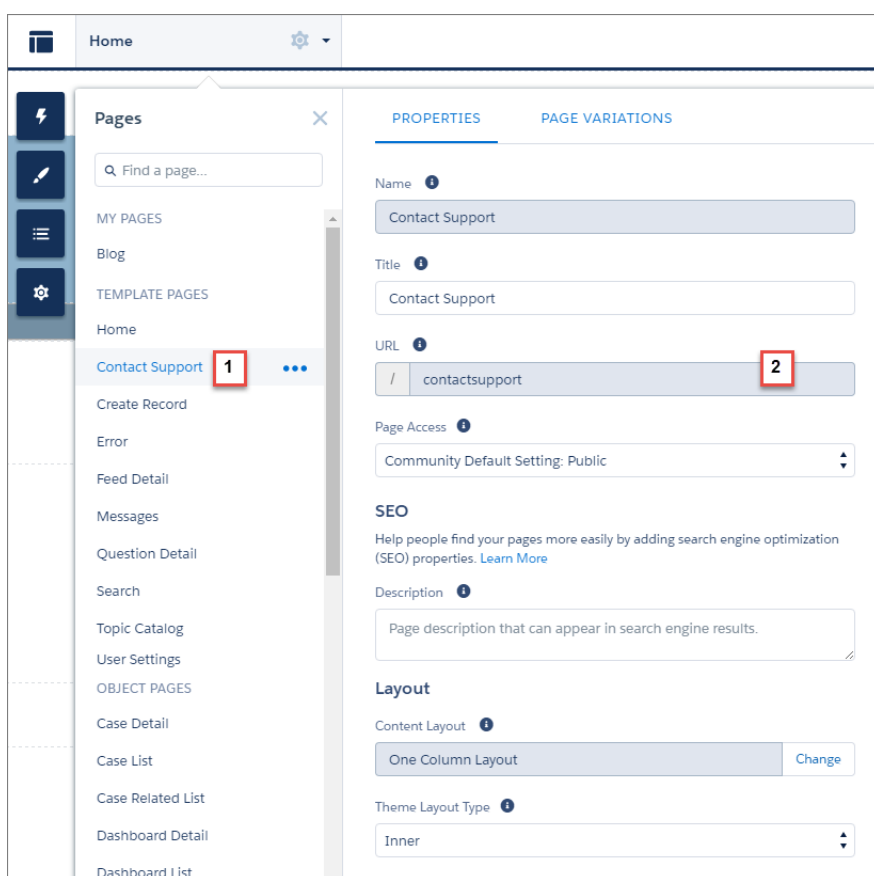 Home
Pages
Find a page...
MY PAGES
Blog
TEMPLATE PAGES
Home
Contact Support 1
Create Record
Error
Feed Detail
Messages
Question Detail
Search
Topic Catalog
User Settings
OBJECT PAGES
Case Detail
Case List
Case Related List
Dashboard Detail
Dashboard List
PROPERTIES PAGE VARIATIONS
Name
Contact Support
Title
Contact Support
URL
/ contactsupport 2
Page Access
Community Default Setting: Public
SEO
Help people find your pages more easily by adding search engine optimization
(SEO) properties. Learn More
Description
Page description that can appear in search engine results.
Layout
Content Layout
One Column Layout Change
Theme Layout Type
Inner